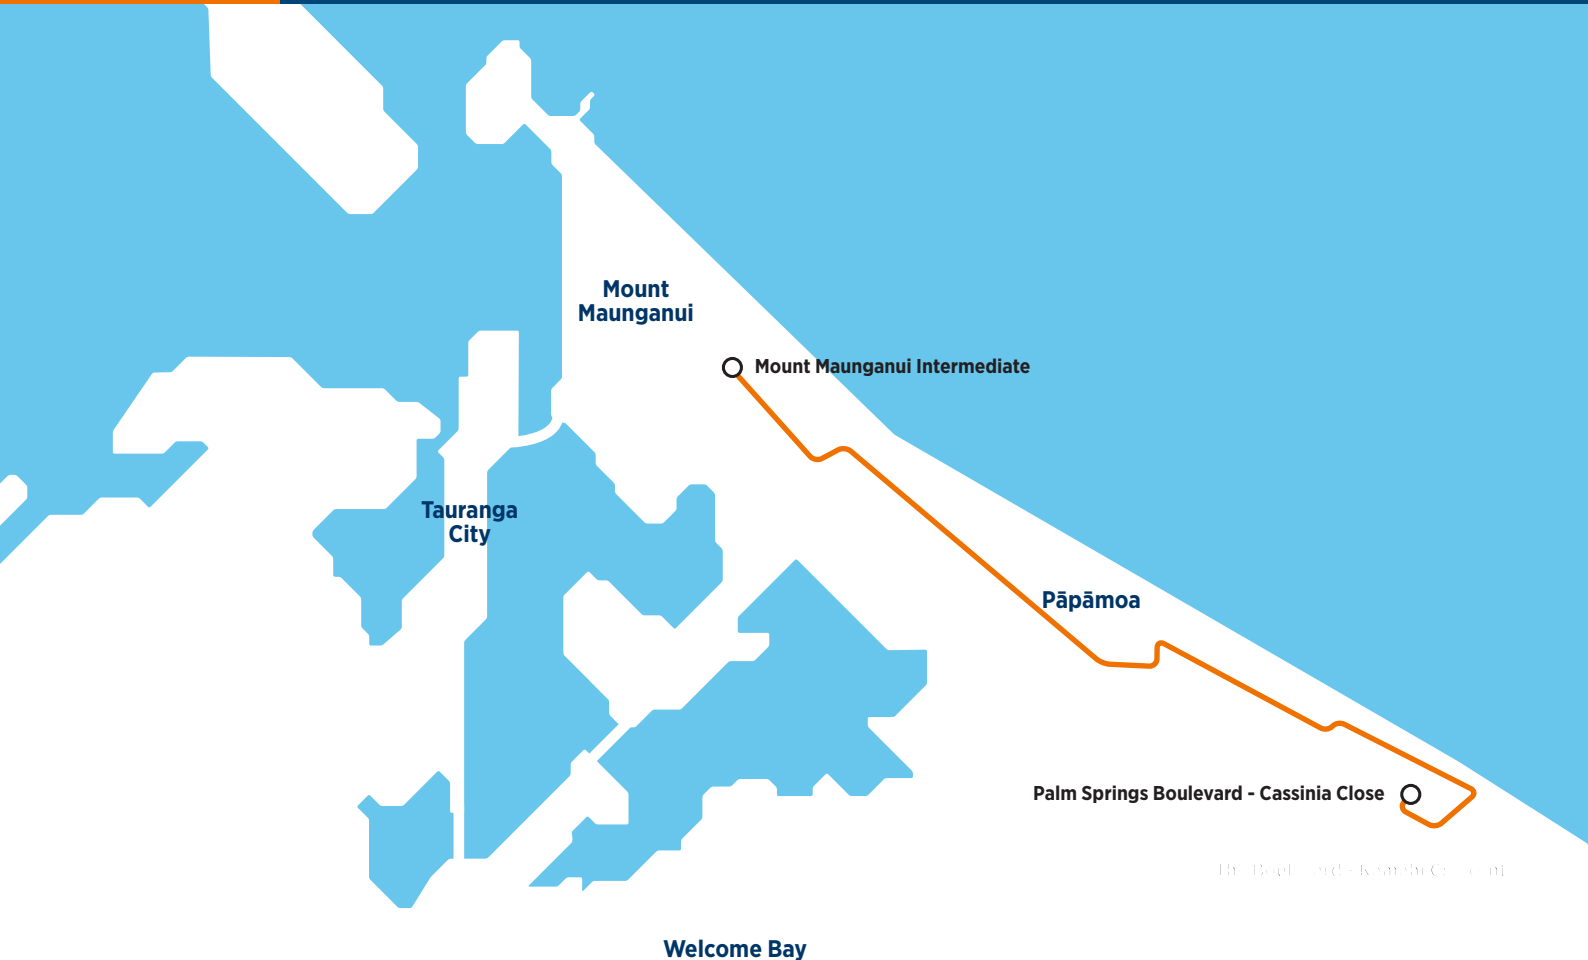 Mount
Maunganui
Mount Maunganui Intermediate
Tauranga
City
Pāpāmoa
Palm Springs Boulevard - Cassinia Close
Welcome Bay